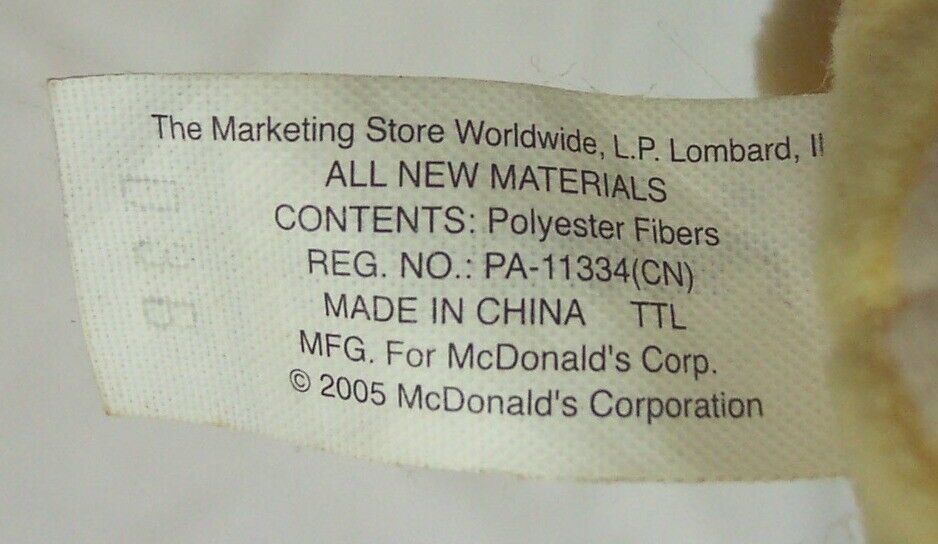 The Marketing Store Worldwide, L.P. Lombard, Il
ALL NEW MATERIALS
CONTENTS: Polyester Fibers
REG. NO.: PA-11334(CN)
MADE IN CHINA TTL
MFG. For McDonald's Corp.
© 2005 McDonald's Corporation